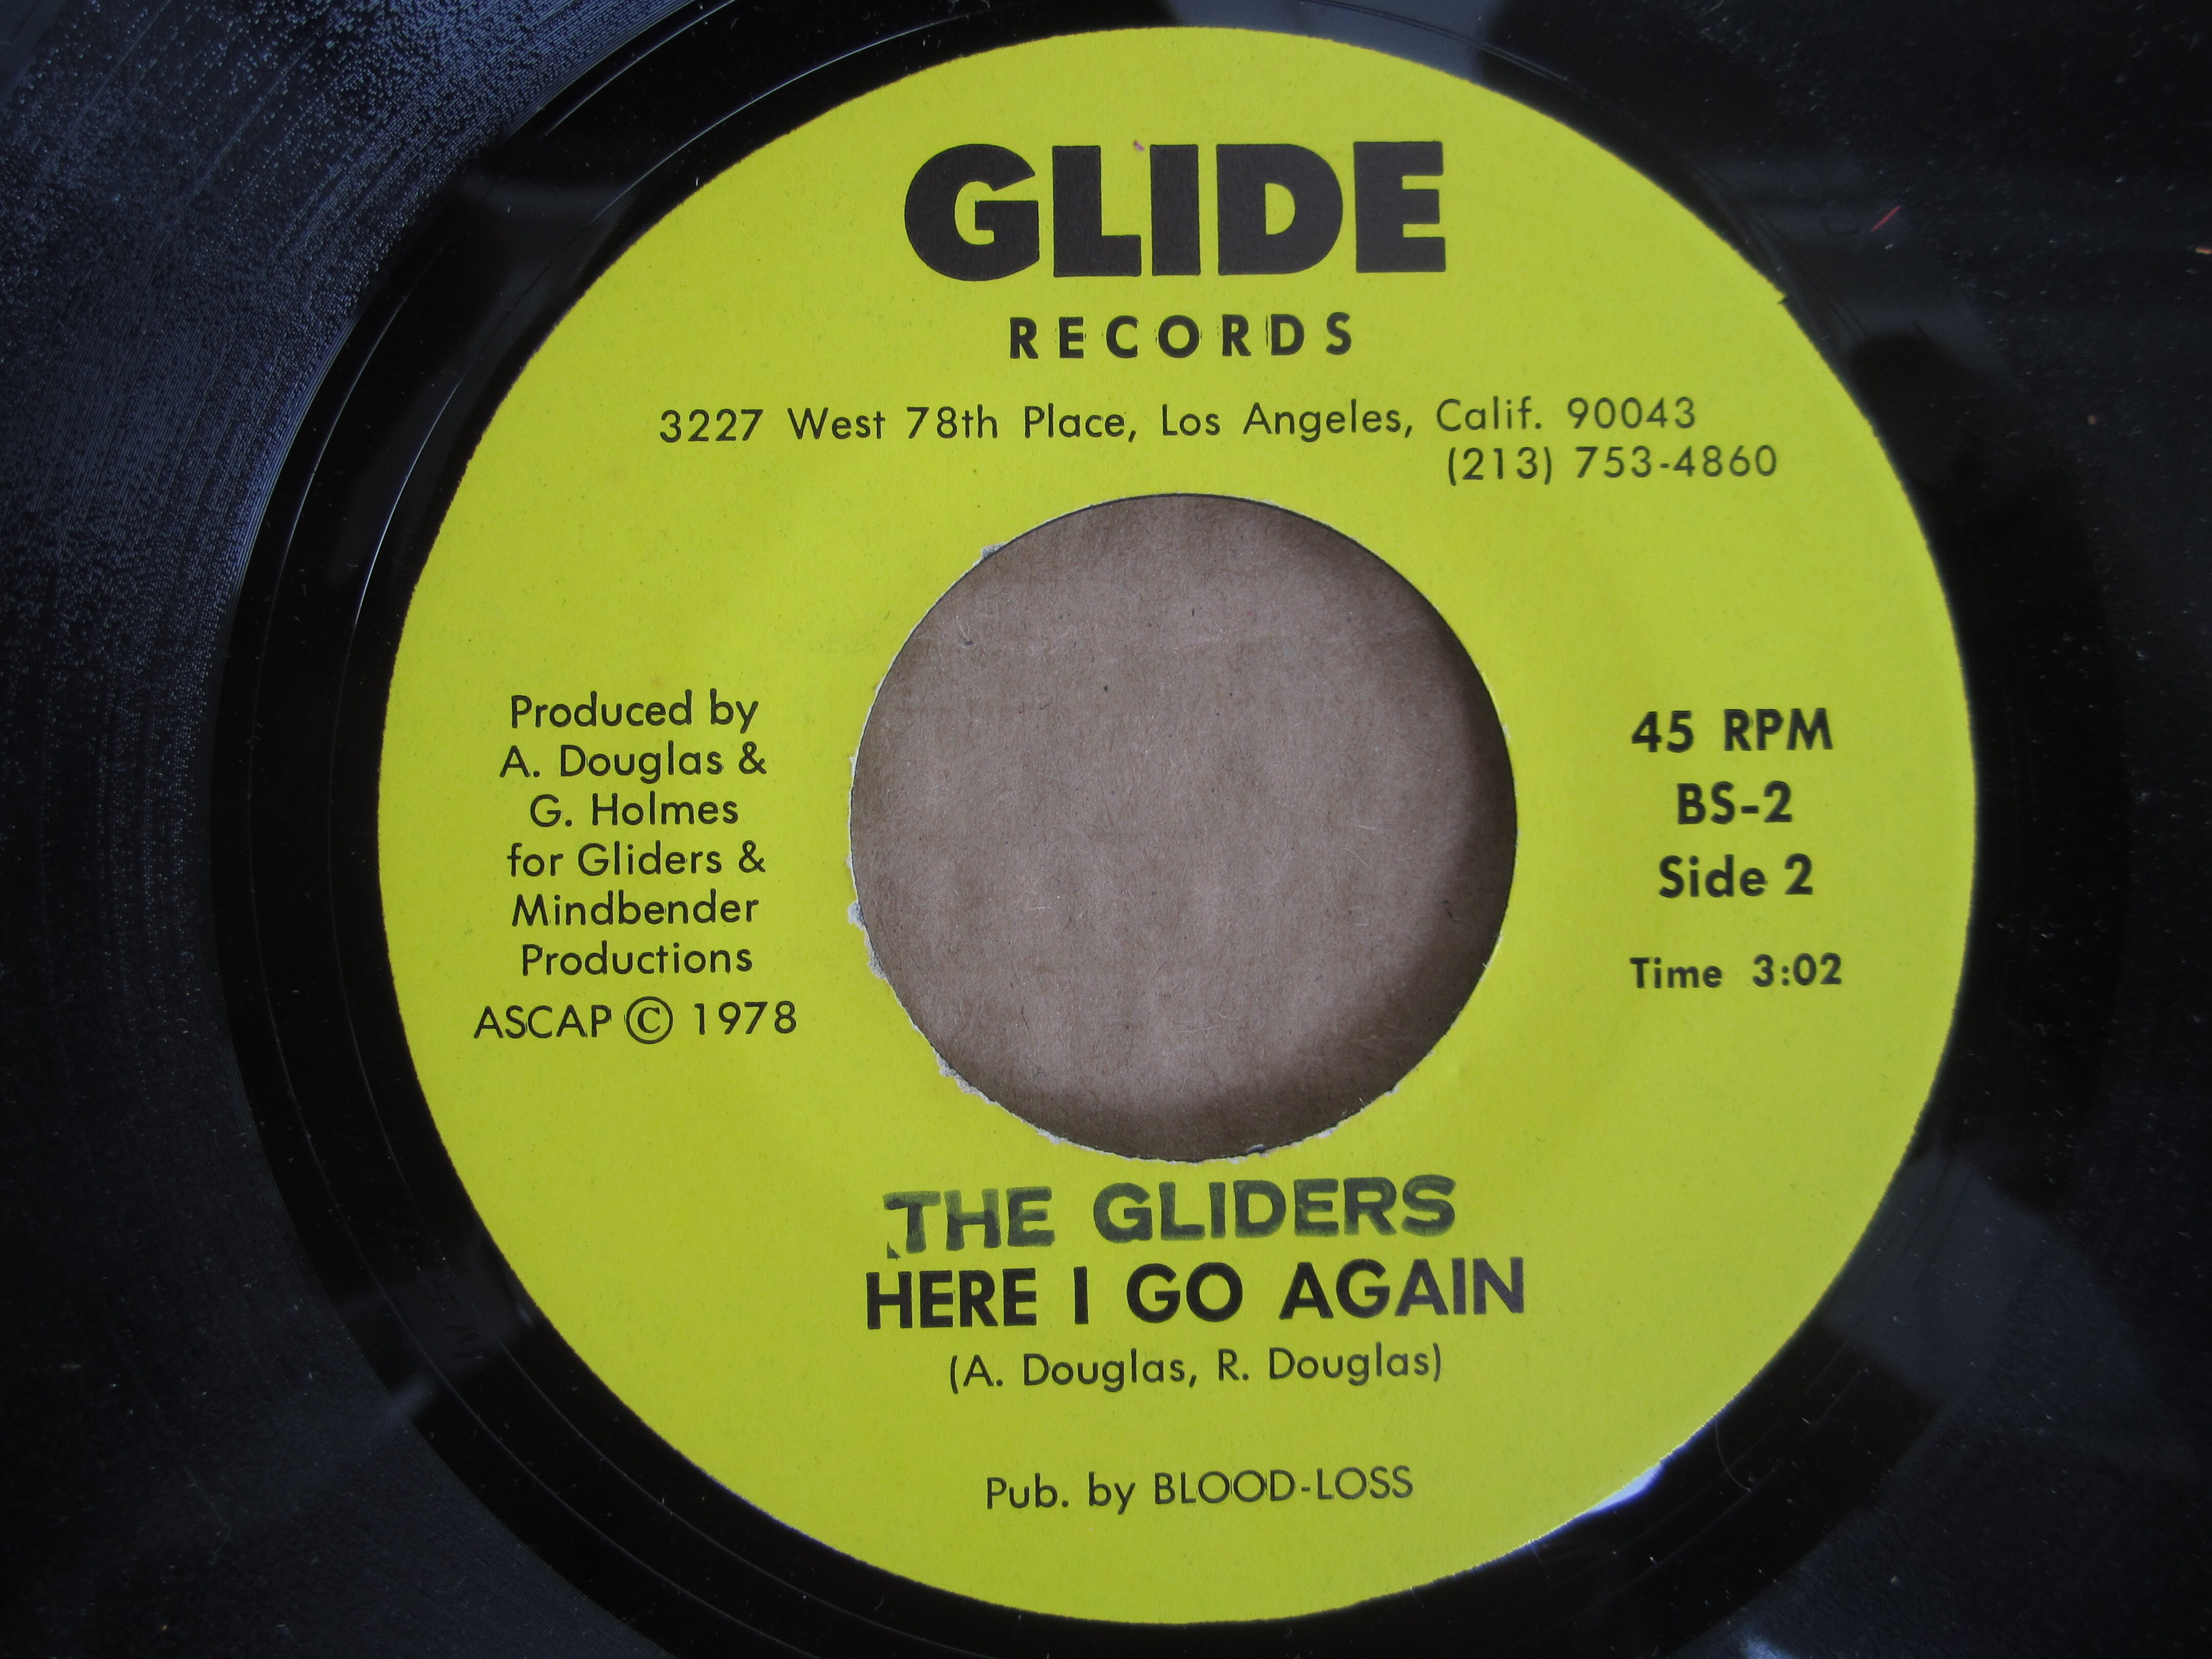 GLIDE
RECORDS
3227 West 78th Place, Los Angeles, Calif. 90043
(213) 753-4860
Produced by
A. Douglas &
G. Holmes
for Gliders &
Mindbender
Productions
ASCAP © 1978
45 RPM
BS-2
Side 2
Time 3:02
THE GLIDERS
HERE I GO AGAIN
(A. Douglas, R. Douglas)
Pub. by BLOOD-LOSS